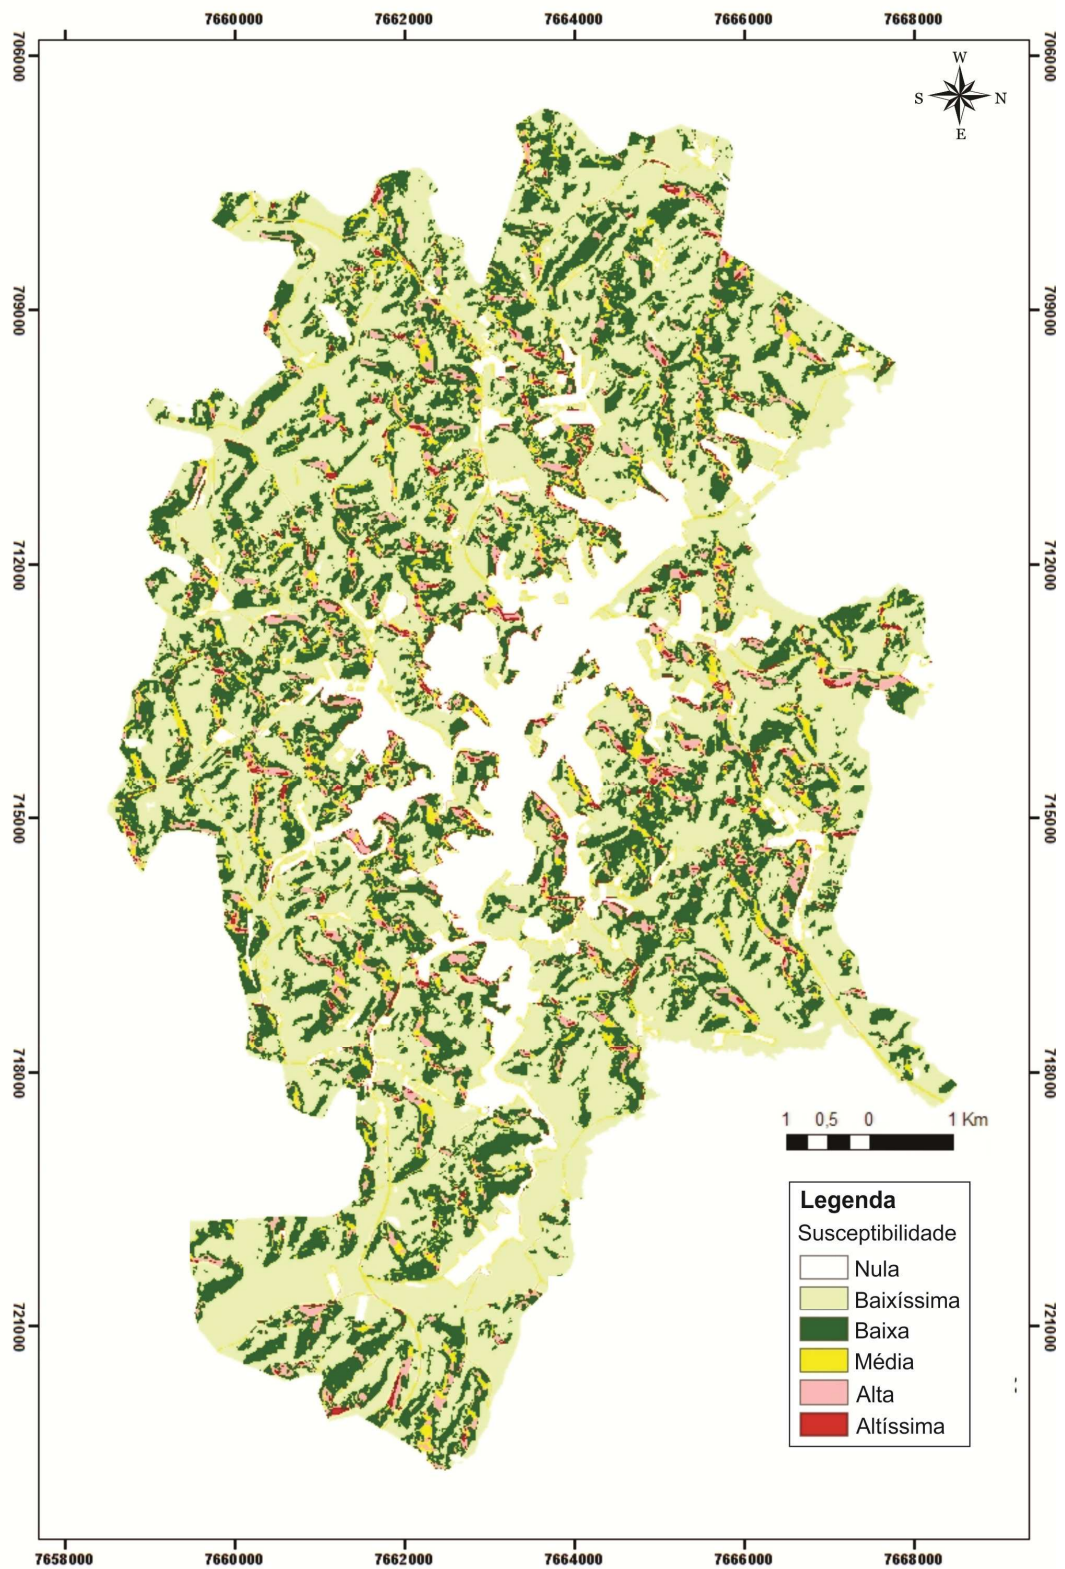 7660000 7662000 7664000 7666000 7668000
706000 706000
W
S N
E
709000 709000
712000 712000
715000 715000
718000 718000
1 0,5 0 1 Km
Legenda
Susceptibilidade
Nula
Baixíssima
Baixa
Média
Alta
Altíssima
721000 721000
7658000 7660000 7662000 7664000 7666000 7668000